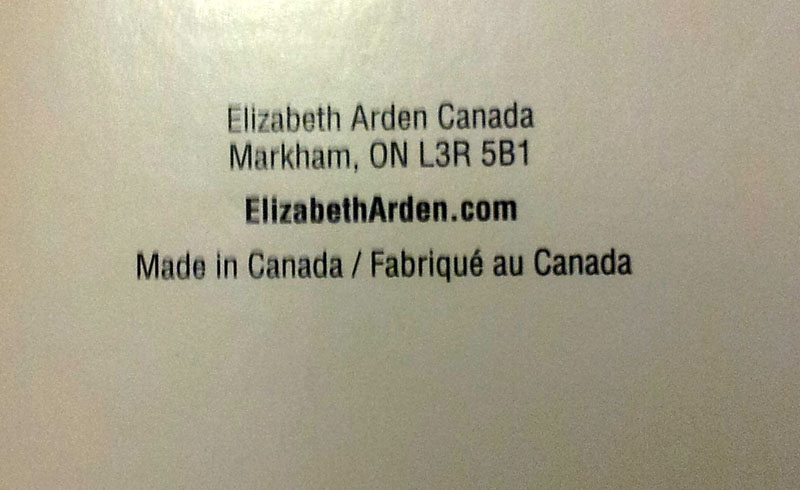 Elizabeth Arden Canada
Markham, ON L3R 5B1
ElizabethArden.com
Made in Canada / Fabriqué au Canada